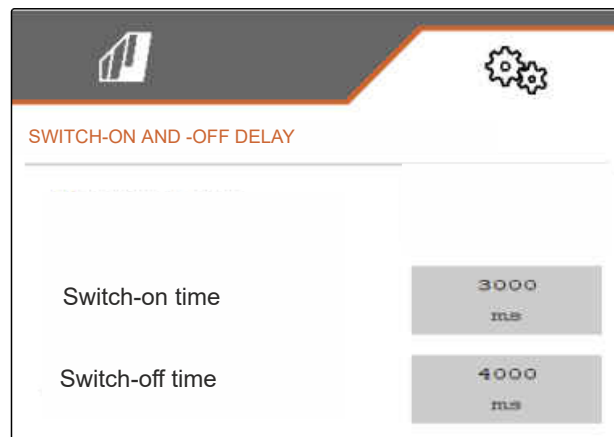 SWITCH-ON AND -OFF DELAY
Switch-on time
3000
ms
Switch-off time
4000
ms